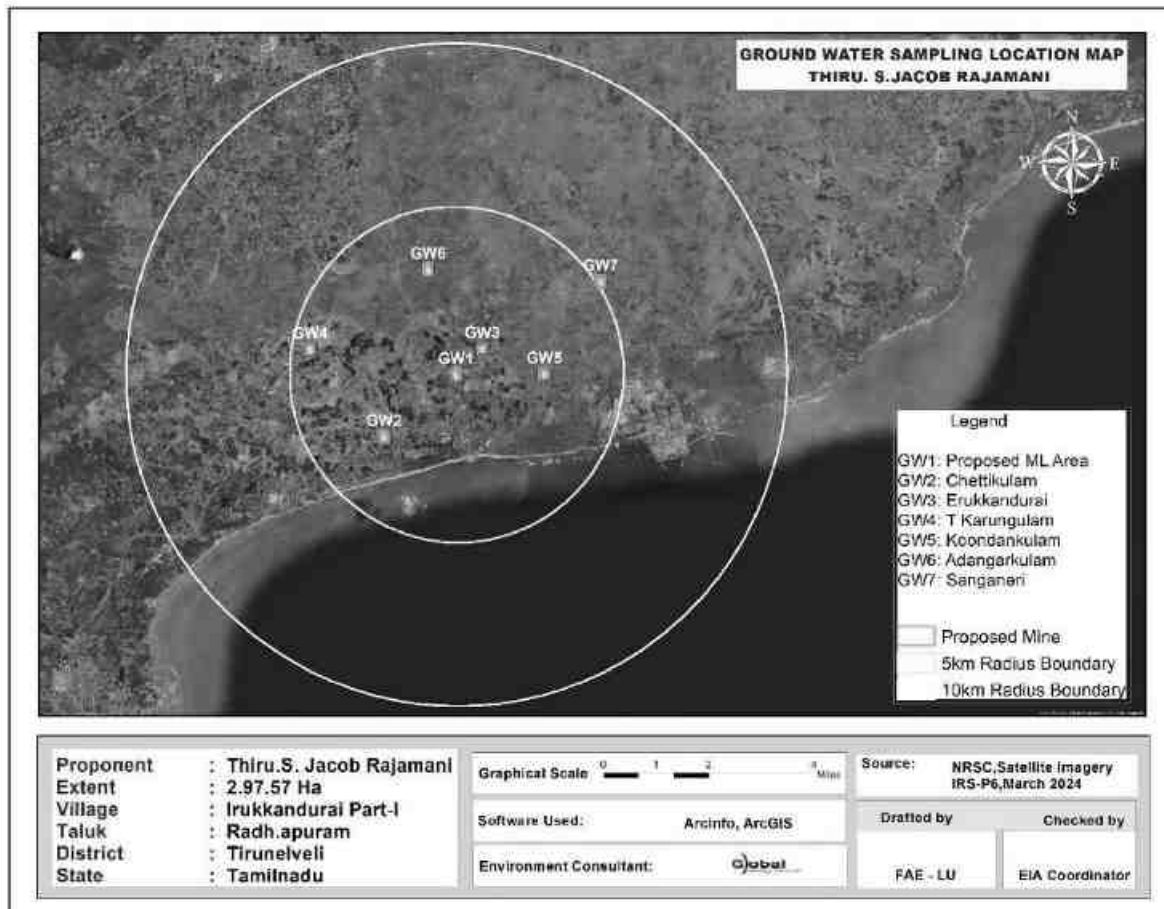 GROUND WATER SAMPLING LOCATION MAP
THIRU. S.JACOB RAJAMANI
N
W E
S
GW6
GW7
GW4
GW3
GW1
GW5
GW2
Legend
GW1: Proposed ML Area
GW2: Chettikulam
GW3: Erukkandurai
GW4: T Karungulam
GW5: Koondankulam
GW6: Adangarkulam
GW7: Sanganeri
Proposed Mine
5km Radius Boundary
10km Radius Boundary
Proponent : Thiru.S. Jacob Rajamani
Extent : 2.97.57 Ha
Village : Irukkandurai Part-I
Taluk : Radh.apuram
District : Tirunelveli
State : Tamilnadu
Graphical Scale 0 1 2 4 Miles
Software Used: Arcinfo, ArcGIS
Environment Consultant: Global
Source: NRSC,Satellite Imagery
IRS-P6,March 2024
Drafted by Checked by
FAE - LU EIA Coordinator